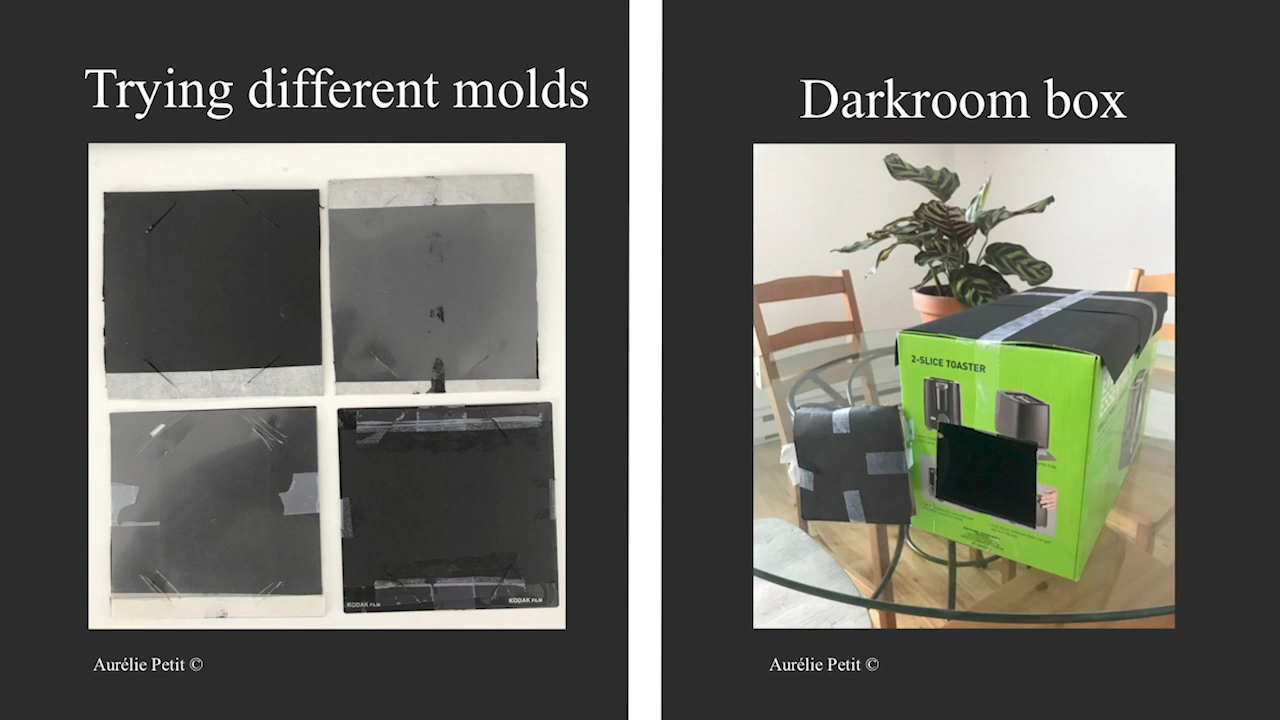 Trying different molds
KODAK FILM
KODAK FILM
Aurélie Petit ©
Darkroom box
2-SLICE TOASTER
Aurélie Petit ©